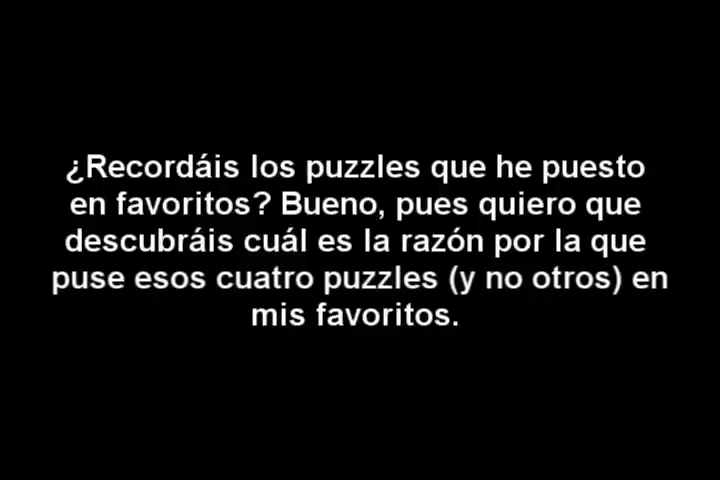 ¿Recordáis los puzzles que he puesto
en favoritos? Bueno, pues quiero que
descubráis cuál es la razón por la que
puse esos cuatro puzzles (y no otros) en
mis favoritos.